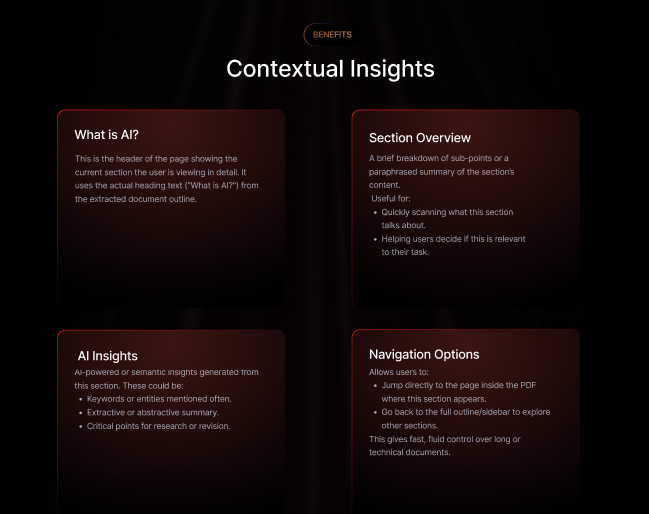 BENEFITS
Contextual Insights
What is AI?
This is the header of the page showing the
current section the user is viewing in detail. It
uses the actual heading text ("What is AI?") from
the extracted document outline.
Section Overview
A brief breakdown of sub-points or a
paraphrased summary of the section's
content.
Useful for:
• Quickly scanning what this section
talks about.
• Helping users decide if this is relevant
to their task.
AI Insights
AI-powered or semantic insights generated from
this section. These could be:
• Keywords or entities mentioned often.
• Extractive or abstractive summary.
• Critical points for research or revision.
Navigation Options
Allows users to:
• Jump directly to the page inside the PDF
where this section appears.
• Go back to the full outline/sidebar to explore
other sections.
This gives fast, fluid control over long or
technical documents.